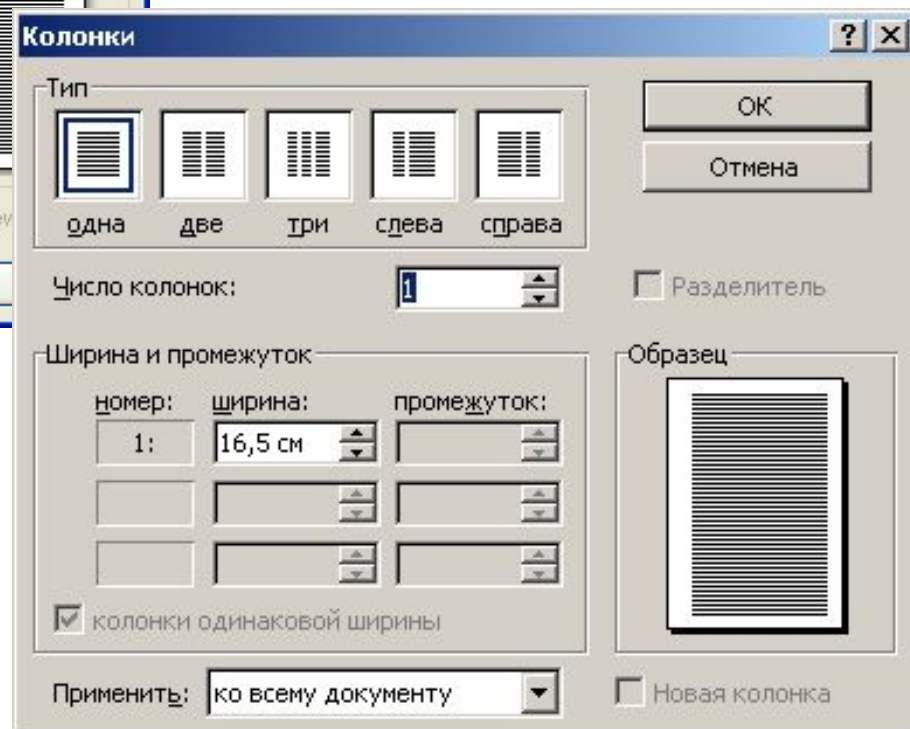 Колонки
Тип
одна две три слева справа
ОК
Отмена
Число колонок: 1
Разделитель
Ширина и промежуток
Образец
номер: ширина: промежуток:
1: 16,5 см
колонки одинаковой ширины
Применить: ко всему документу
Новая колонка